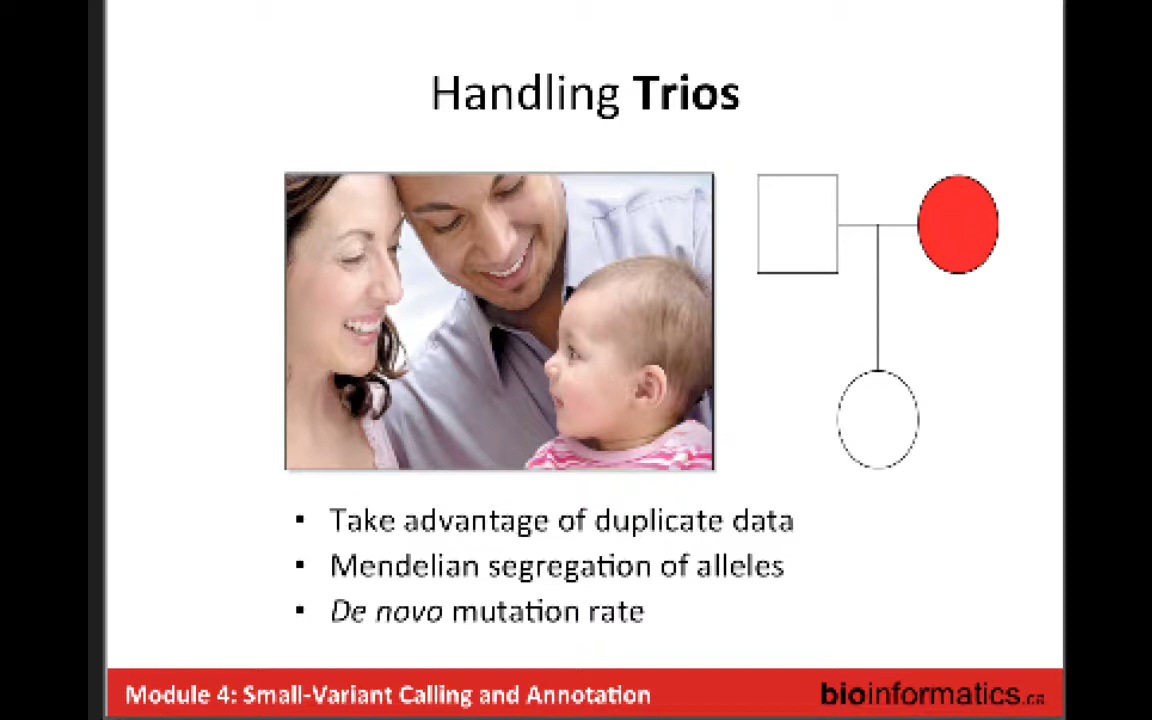 Handling Trios
▪ Take advantage of duplicate data
▪ Mendelian segregation of alleles
▪ De novo mutation rate
Module 4: Small-Variant Calling and Annotation
bioinformatics.ca